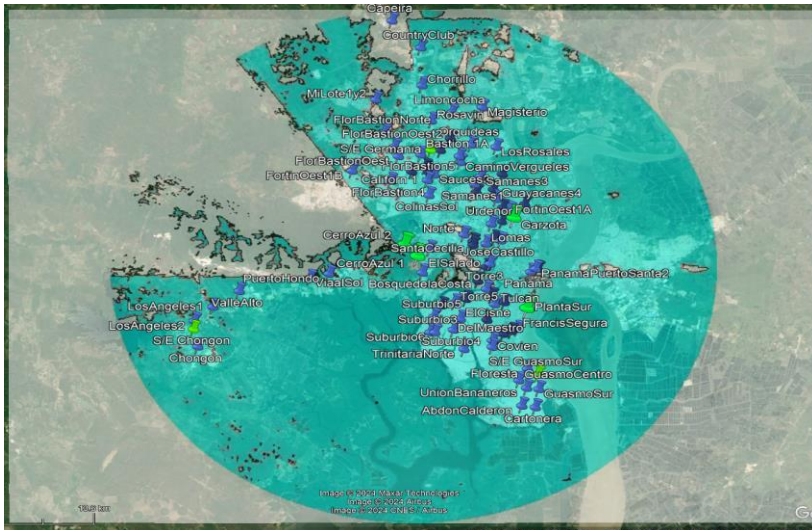 Capeira
CountryClub
Chorrillo
MiLote1y2
Limoncocha
Rosavin
Magisterio
FlorBastionNorte
FlorBastionOest2
Orquideas
S/E Germania
Bastion 1A
LosRosales
FlorBastionOest
FlorBastion5
CaminoVergueles
FortinOest1B
Californ 1
Sauces
Samanes3
FlorBastion4
Samanes1
Guayacanes4
ColinasSol
Urdenor
FortinOest1A
Norte
Garzota
CerroAzul 2
Lomas
SantaCecilia
JoseCastillo
CerroAzul 1
ElSalado
PuertoHondo
ViaalSol
BosquedelaCosta
Torre3
Panama
PanamaPuertoSanta2
LosAngeles1
ValleAlto
Suburbio5
Torre5
Tulcan
PlantaSur
LosAngeles2
Suburbio3
ElCisne
FrancisSegura
S/E Chongon
DelMaestro
Chongon
Suburbio4
Covien
TrinitariaNorte
S/E GuasmoSur
Floresta
GuasmoCentro
UnionBananeros
GuasmoSur
AbdonCalderon
Cartonera
Image © 2024 Maxar Technologies
Image © 2024 Airbus
Image © 2024 CNES / Airbus